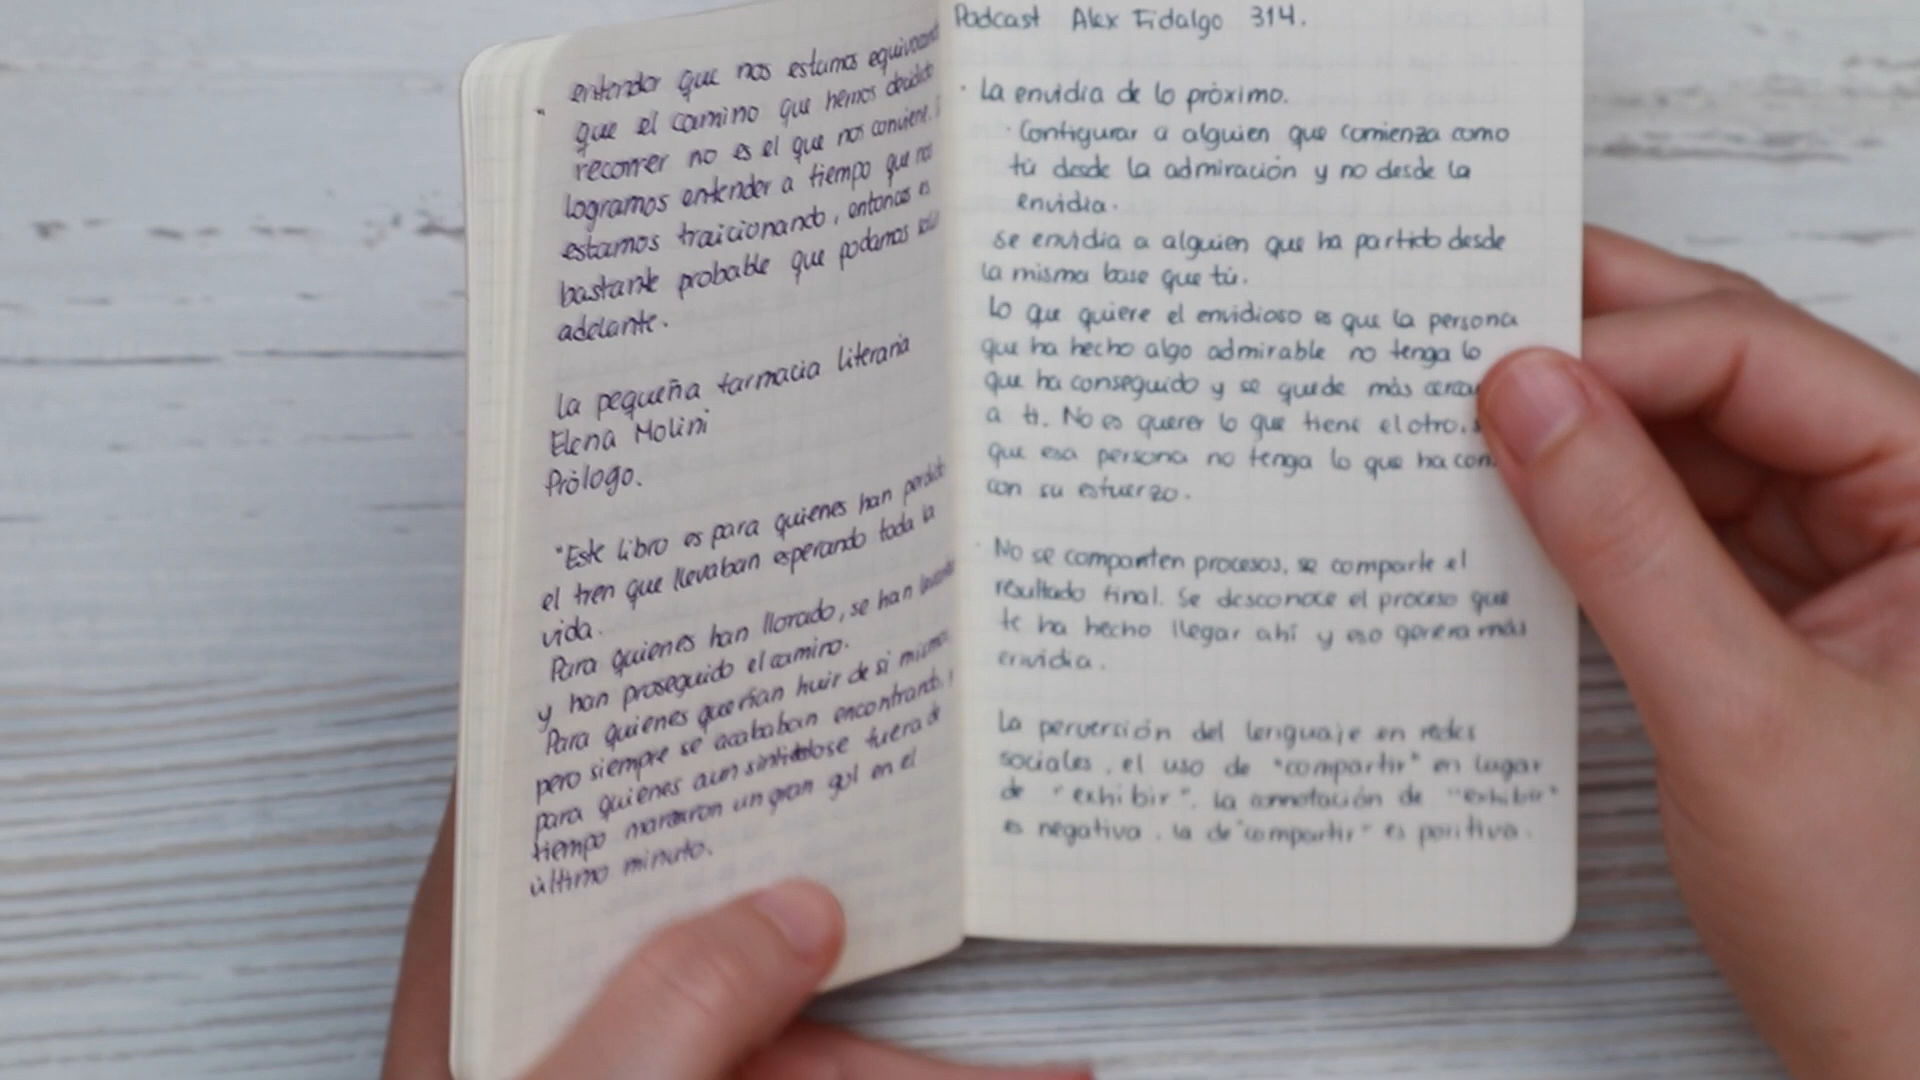 entender que nos estamos
que el camino que hemos decidido
recorrer no es el que nos conviene.
logramos entender a tiempo que nos
estamos traicionando, entonces es
bastante probable que podamos
adelante.
La pequeña farmacia literaria
Elena Molini
Prólogo.
"Este libro es para quienes han perdido
el tren que llevaban esperando toda la
vida.
Para quienes han llorado, se han
y han proseguido el camino.
Para quienes querían huir de si mismos
pero siempre se acababan encontrando,
para quienes aun sintiéndose fuera de
tiempo marcaron un gran gol en el
último minuto.
Podcast Alex Fidalgo 314.
· La envidia de lo próximo.
· Configurar a alguien que comienza como
tú desde la admiración y no desde la
envidia.
Se envidia a alguien que ha partido desde
la misma base que tú.
Lo que quiere el envidioso es que la persona
que ha hecho algo admirable no tenga lo
que ha conseguido y se quede más
a ti. No es querer lo que tiene el otro,
que esa persona no tenga lo que ha
con su esfuerzo.
· No se comparten procesos, se comparte el
resultado final. Se desconoce el proceso que
te ha hecho llegar ahí y eso genera más
envidia.
La perversión del lenguaje en redes
sociales, el uso de "compartir" en lugar
de "exhibir". La connotación de "exhibir"
es negativa, la de "compartir" es positiva.